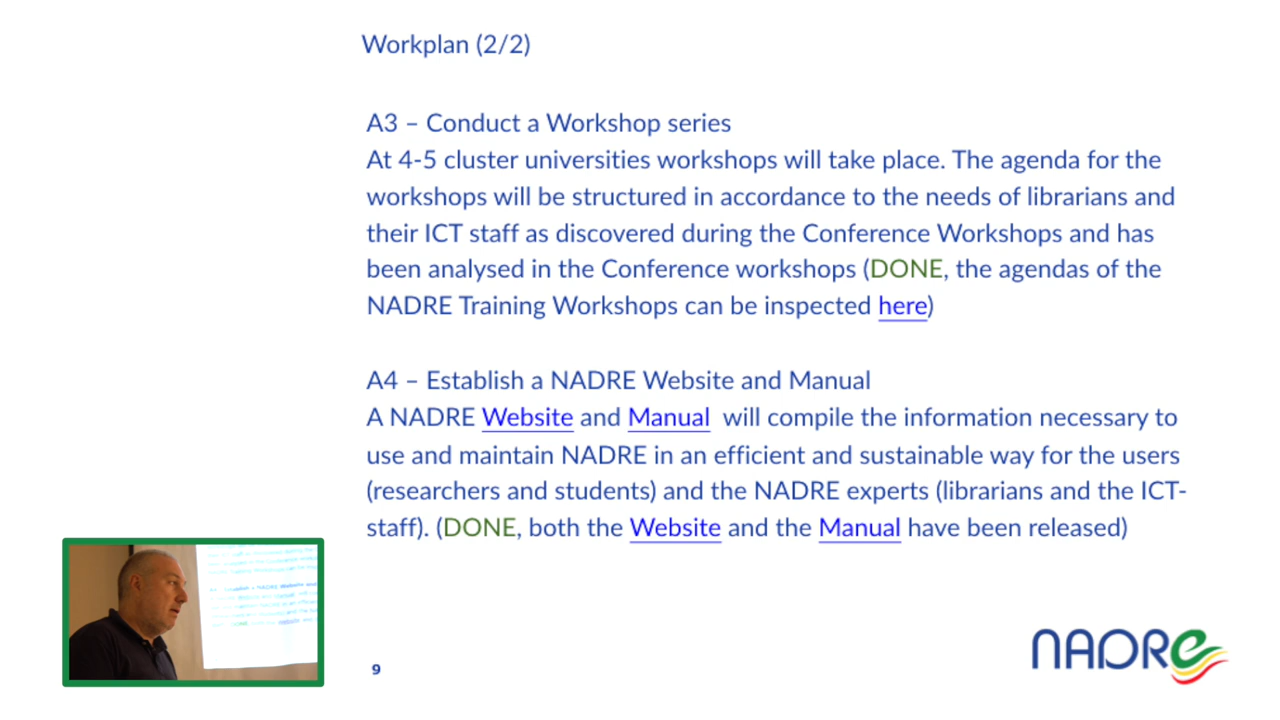 Workplan (2/2)
A3 – Conduct a Workshop series
At 4-5 cluster universities workshops will take place. The agenda for the
workshops will be structured in accordance to the needs of librarians and
their ICT staff as discovered during the Conference Workshops and has
been analysed in the Conference workshops (DONE, the agendas of the
NADRE Training Workshops can be inspected here)
A4 – Establish a NADRE Website and Manual
A NADRE Website and Manual will compile the information necessary to
use and maintain NADRE in an efficient and sustainable way for the users
(researchers and students) and the NADRE experts (librarians and the ICT-
staff). (DONE, both the Website and the Manual have been released)
9
NADRe